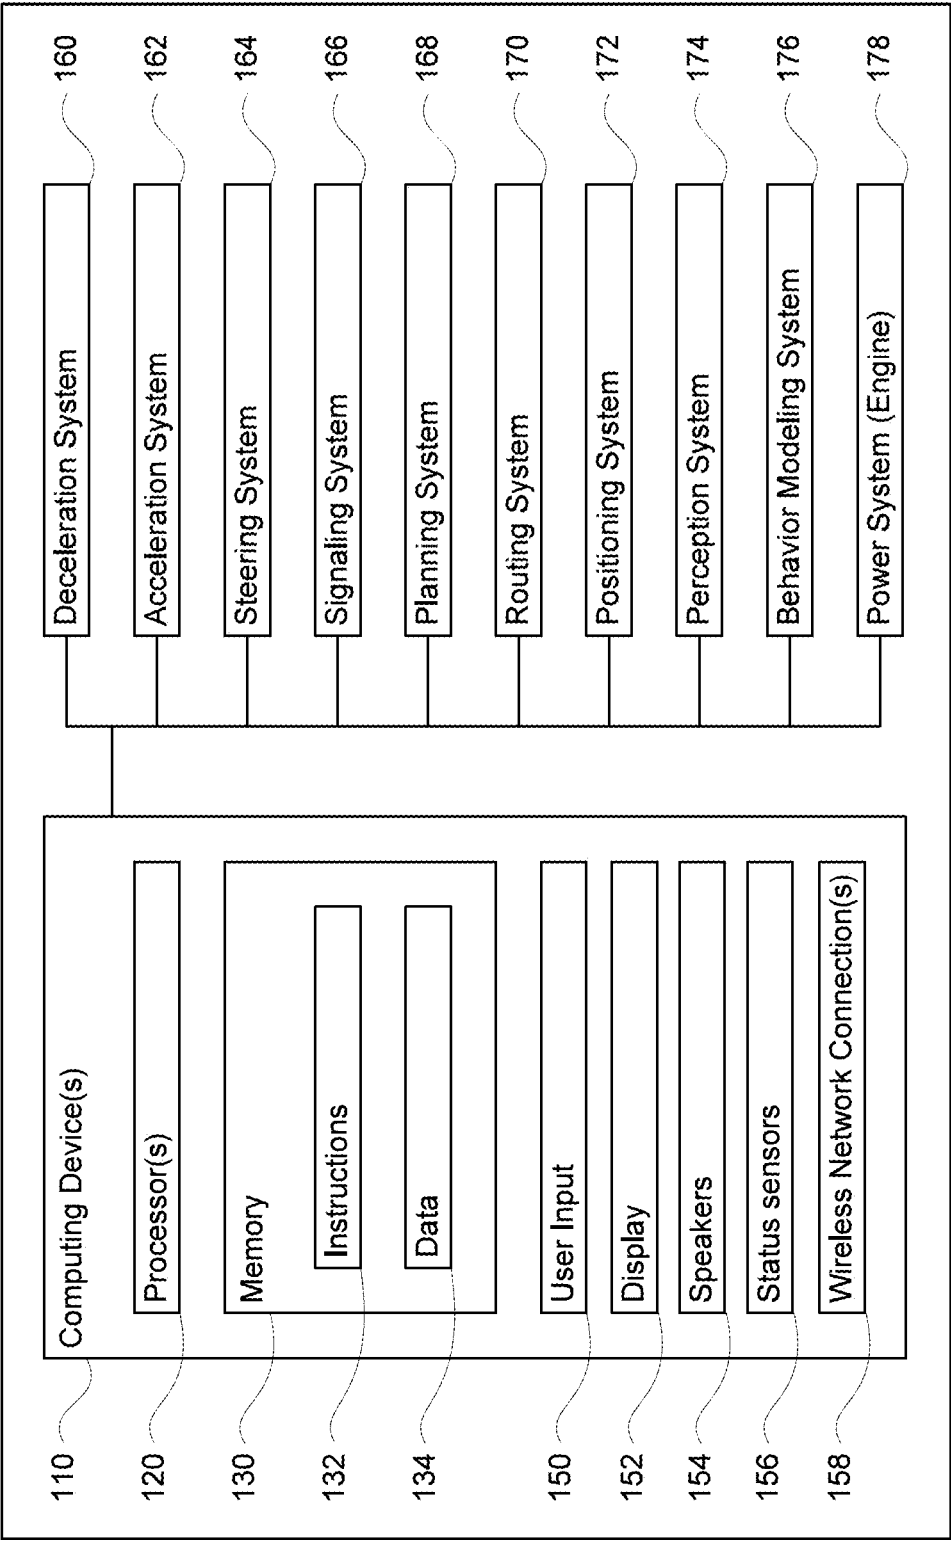 110
Computing Device(s)
120
Processor(s)
130
Memory
132
Instructions
134
Data
150
User Input
152
Display
154
Speakers
156
Status sensors
158
Wireless Network Connection(s)
Deceleration System
160
Acceleration System
162
Steering System
164
Signaling System
166
Planning System
168
Routing System
170
Positioning System
172
Perception System
174
Behavior Modeling System
176
Power System (Engine)
178